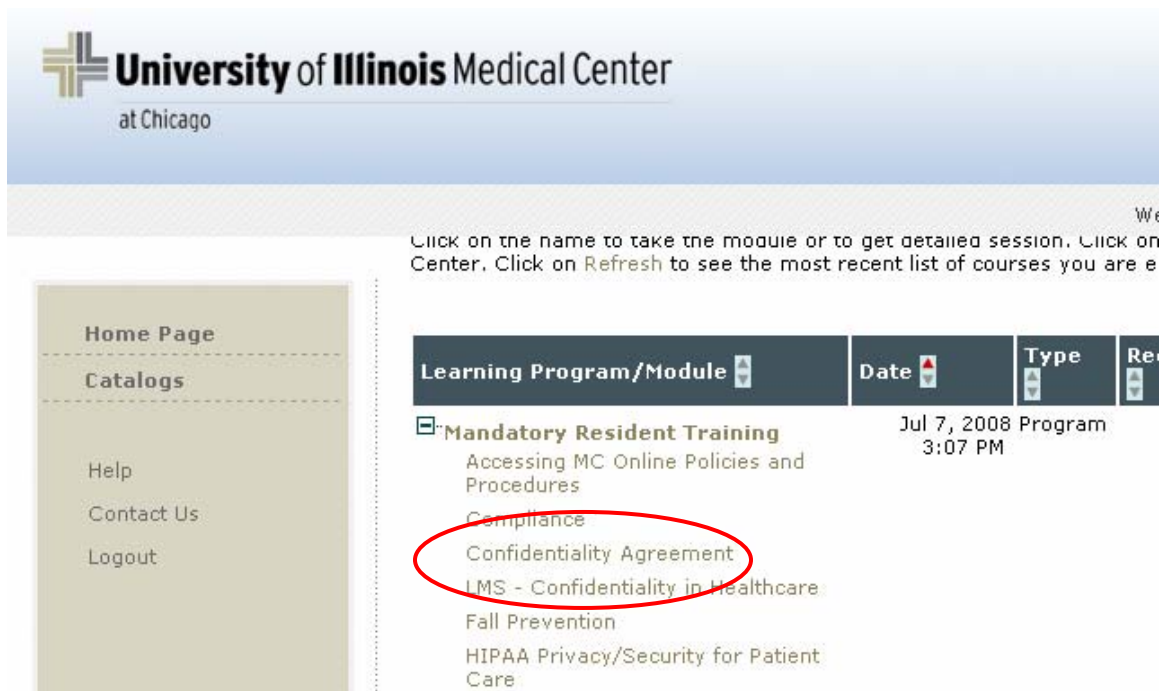 University of Illinois Medical Center
at Chicago
We
Click on the name to take the module or to get detailed session. Click on
Center. Click on Refresh to see the most recent list of courses you are e
Home Page
Catalogs
Help
Contact Us
Logout
Learning Program/Module Date Type Rec
Mandatory Resident Training Jul 7, 2008 Program
3:07 PM
Accessing MC Online Policies and
Procedures
Compliance
Confidentiality Agreement
LMS - Confidentiality in Healthcare
Fall Prevention
HIPAA Privacy/Security for Patient
Care